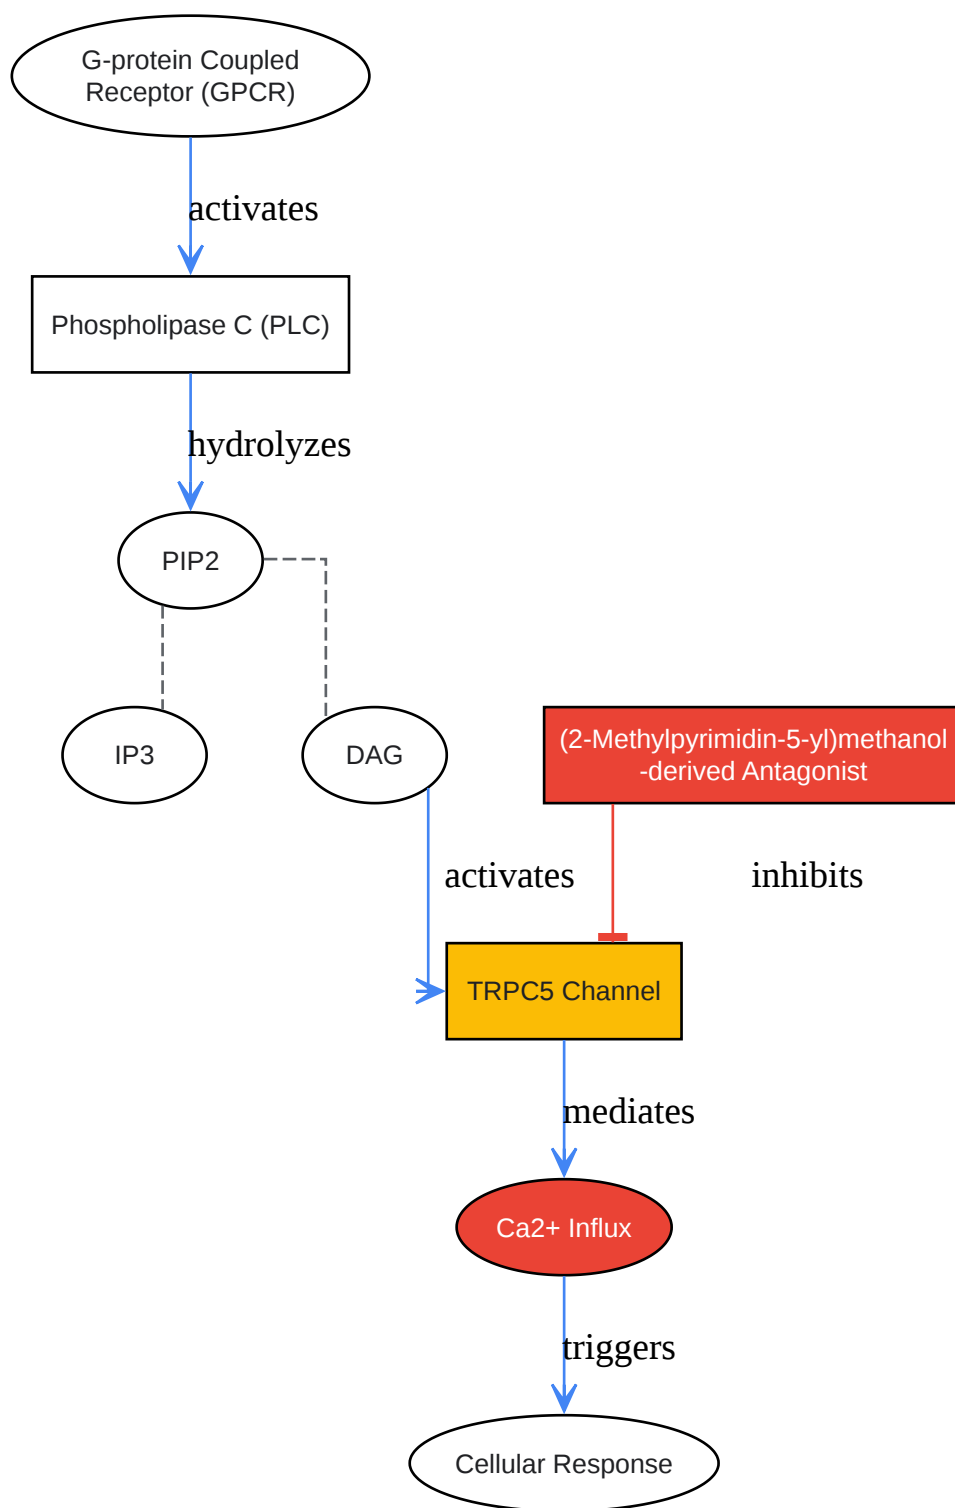 G-protein Coupled
Receptor (GPCR)
activates
Phospholipase C (PLC)
hydrolyzes
PIP2
IP3
DAG
(2-Methylpyrimidin-5-yl)methanol
-derived Antagonist
activates
inhibits
TRPC5 Channel
mediates
Ca2+ Influx
triggers
Cellular Response